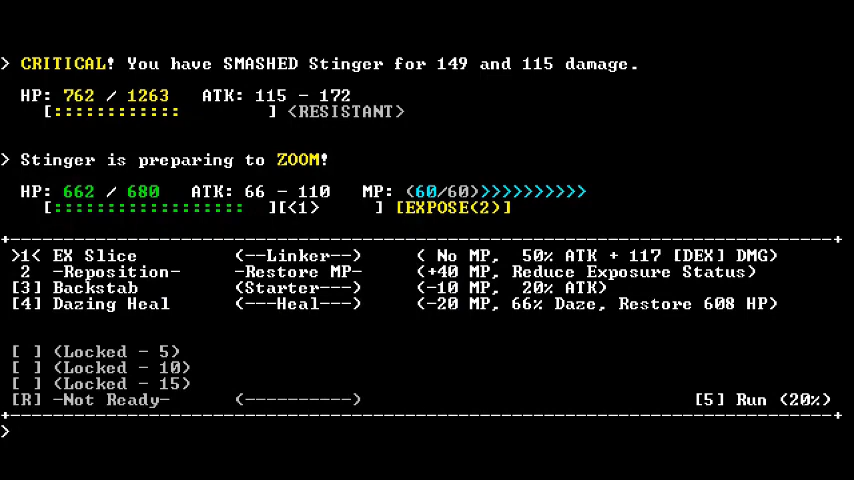 > CRITICAL! You have SMASHED Stinger for 149 and 115 damage.
HP: 762 / 1263 ATK: 115 - 172
[:::::::::::: ] <RESISTANT>
> Stinger is preparing to ZOOM!
HP: 662 / 680 ATK: 66 - 110 MP: (60/60)>>>>>>>>>>
[::::::::::::::::::: ][<1> ] [EXPOSE(2)]
>1< EX Slice (--Linker--) ( No MP, 50% ATK + 117 [DEX] DMG)
2 -Reposition- -Restore MP- (+40 MP, Reduce Exposure Status)
[3] Backstab (Starter---) (-10 MP, 20% ATK)
[4] Dazing Heal (---Heal---) (-20 MP, 66% Daze, Restore 608 HP)
[ ] (Locked - 5)
[ ] (Locked - 10)
[ ] (Locked - 15)
[R] -Not Ready- (----------) [5] Run (20%)
>